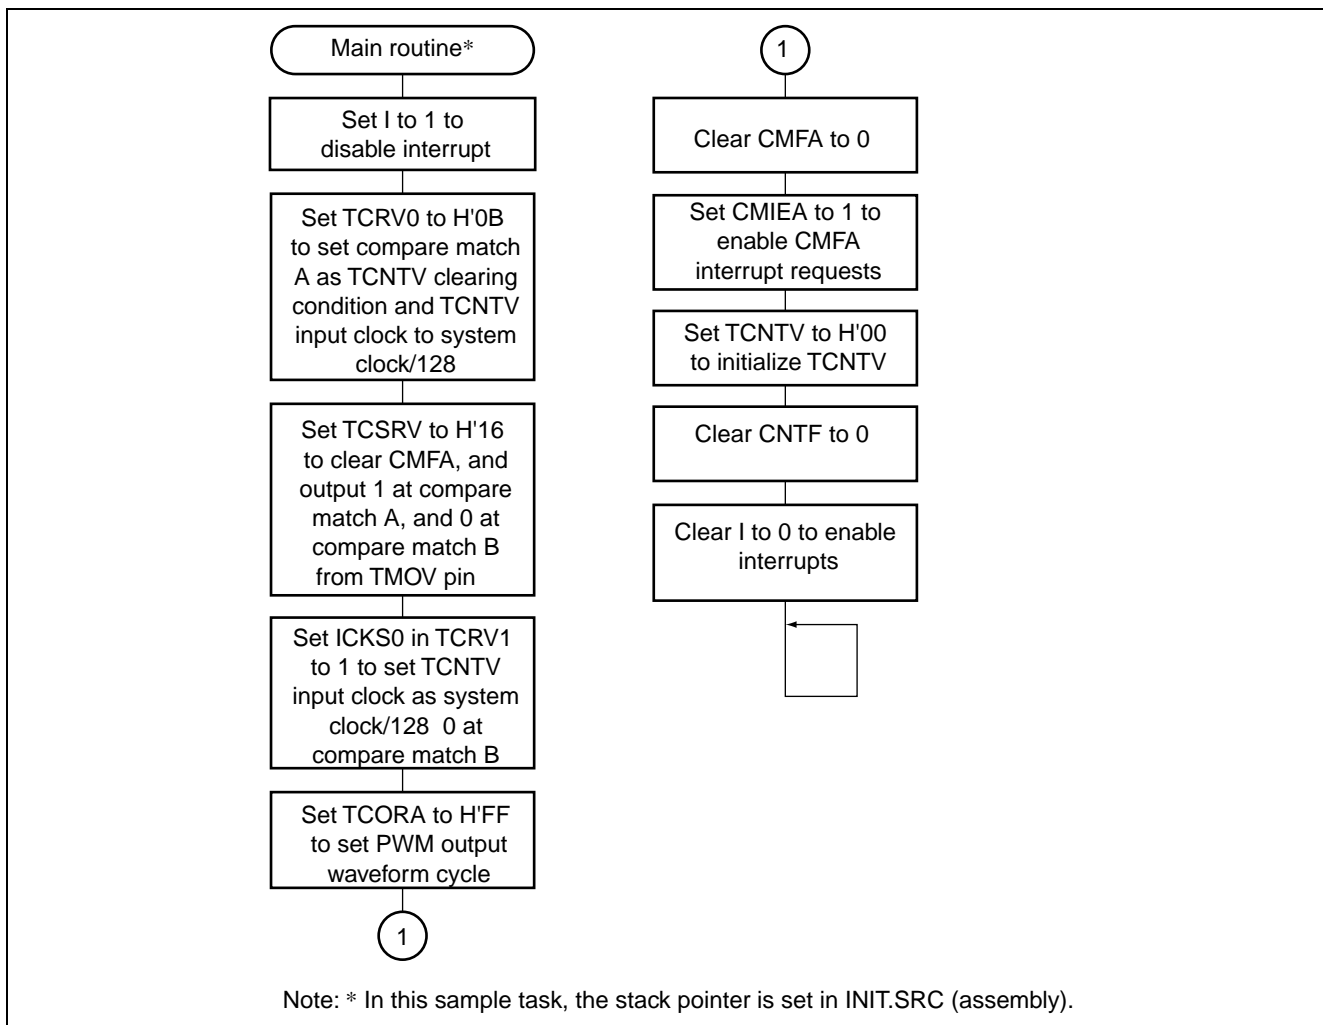 Main routine*
Set I to 1 to
disable interrupt
Set TCRV0 to H'0B
to set compare match
A as TCNTV clearing
condition and TCNTV
input clock to system
clock/128
Set TCSRV to H'16
to clear CMFA, and
output 1 at compare
match A, and 0 at
compare match B
from TMOV pin
Set ICKS0 in TCRV1
to 1 to set TCNTV
input clock as system
clock/128 0 at
compare match B
Set TCORA to H'FF
to set PWM output
waveform cycle
1
1
Clear CMFA to 0
Set CMIEA to 1 to
enable CMFA
interrupt requests
Set TCNTV to H'00
to initialize TCNTV
Clear CNTF to 0
Clear I to 0 to enable
interrupts
Note: * In this sample task, the stack pointer is set in INIT.SRC (assembly).